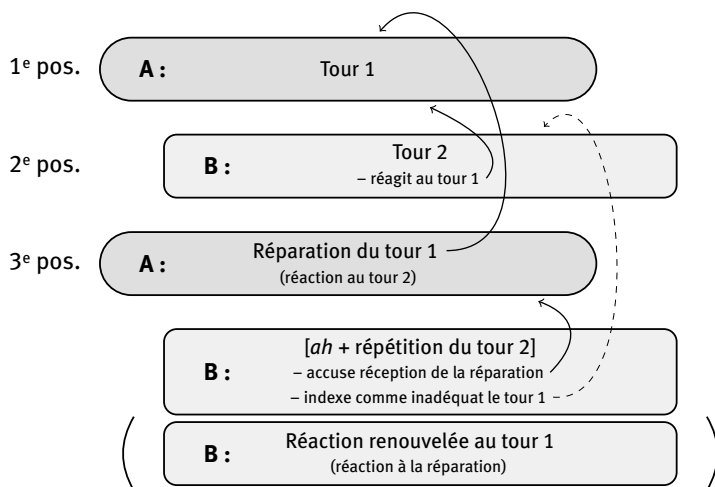 1e pos. A : Tour 1
2e pos. B : Tour 2
– réagit au tour 1
3e pos. A : Réparation du tour 1
(réaction au tour 2)
[ah + répétition du tour 2]
B : – accuse réception de la réparation
– indexe comme inadéquat le tour 1
B : Réaction renouvelée au tour 1
(réaction à la réparation)